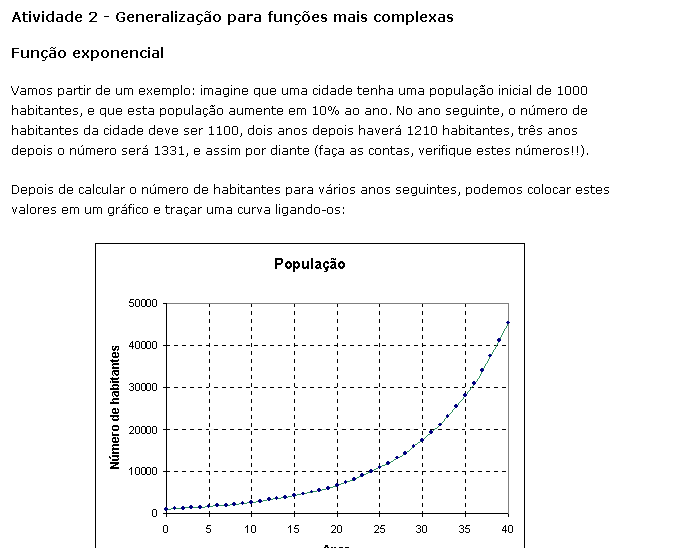 Atividade 2 - Generalização para funções mais complexas
Função exponencial
Vamos partir de um exemplo: imagine que uma cidade tenha uma população inicial de 1000
habitantes, e que esta população aumente em 10% ao ano. No ano seguinte, o número de
habitantes da cidade deve ser 1100, dois anos depois haverá 1210 habitantes, três anos
depois o número será 1331, e assim por diante (faça as contas, verifique estes números!!).
Depois de calcular o número de habitantes para vários anos seguintes, podemos colocar estes
valores em um gráfico e traçar uma curva ligando-os:
População
Número de habitantes
50000
40000
30000
20000
10000
0
0 5 10 15 20 25 30 35 40